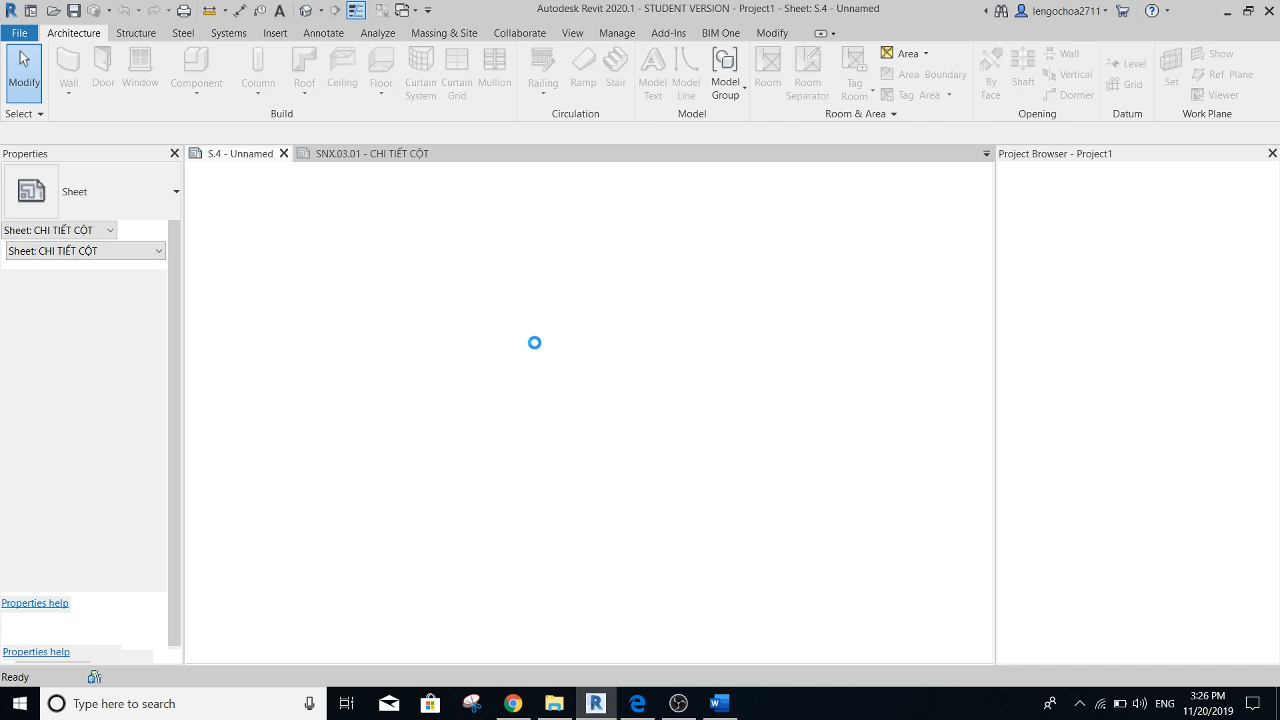 Autodesk Revit 2020.1 - STUDENT VERSION - Project1 - Sheet: S.4 - Unnamed
lengochoa2711
File Architecture Structure Steel Systems Insert Annotate Analyze Massing & Site Collaborate View Manage Add-Ins BIM One Modify
Modify Wall Door Window Component Column Roof Ceiling Floor Curtain System Curtain Grid Mullion Railing Ramp Stair Model Text Model Line Model Group Room Room Separator Tag Room Area Area Boundary Tag Area By Face Shaft Wall Vertical Dormer Level Grid Set Show Ref Plane Viewer
Select Build Circulation Model Room & Area Opening Datum Work Plane
Properties
S.4 - Unnamed
SNX.03.01 - CHI TIẾT CỘT
Project Browser - Project1
Sheet
Sheet: CHI TIẾT CỘT
Sheet: CHI TIẾT CỘT
Properties help
Properties help
Ready
Type here to search
ENG
3:26 PM
11/20/2019